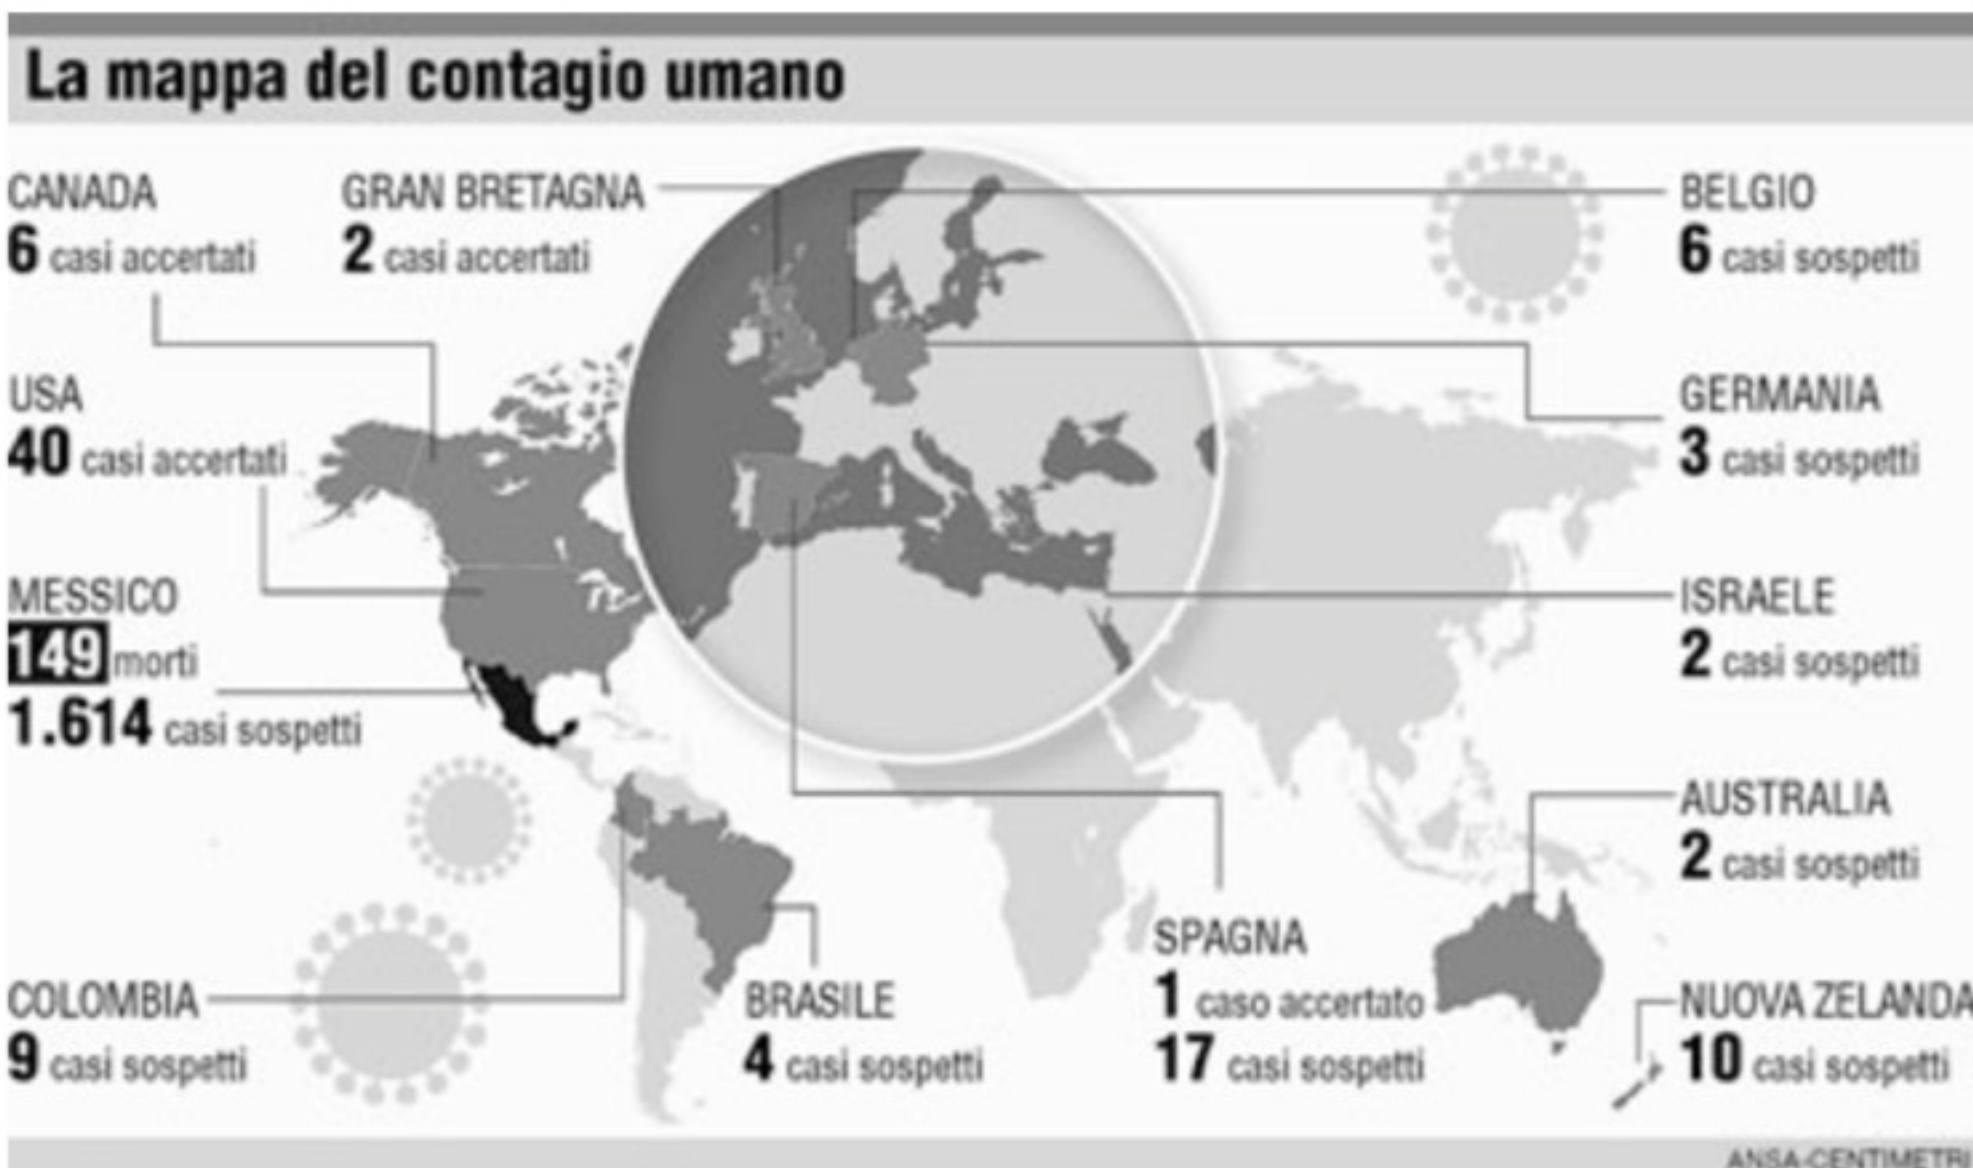 La mappa del contagio umano
CANADA
6 casi accertati
GRAN BRETAGNA
2 casi accertati
BELGIO
6 casi sospetti
USA
40 casi accertati
GERMANIA
3 casi sospetti
MESSICO
149 morti
1.614 casi sospetti
ISRAELE
2 casi sospetti
AUSTRALIA
2 casi sospetti
SPAGNA
1 caso accertato
17 casi sospetti
COLOMBIA
9 casi sospetti
BRASILE
4 casi sospetti
NUOVA ZELANDA
10 casi sospetti
ANSA-CENTIMETRI